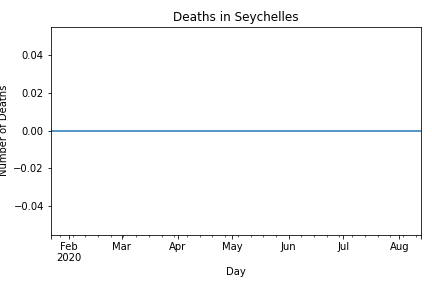 Deaths in Seychelles
Number of Deaths
0.04
0.02
0.00
−0.02
−0.04
Feb
2020
Mar
Apr
May
Jun
Jul
Aug
Day